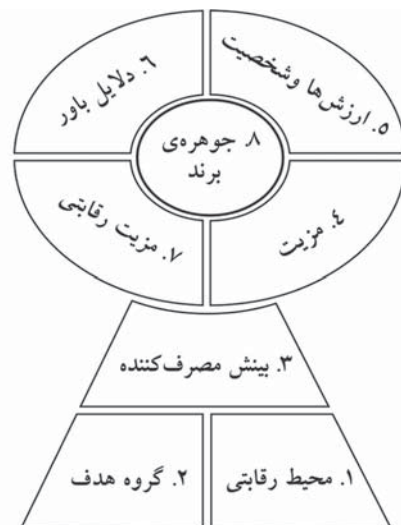 ۶. دلایل باور
۵. ارزش‌ها وشخصیت
۸. جوهره‌ی
برند
۷. مزیت رقابتی
۴. مزیت
۳. بینش مصرف‌کننده
۲. گروه هدف
۱. محیط رقابتی